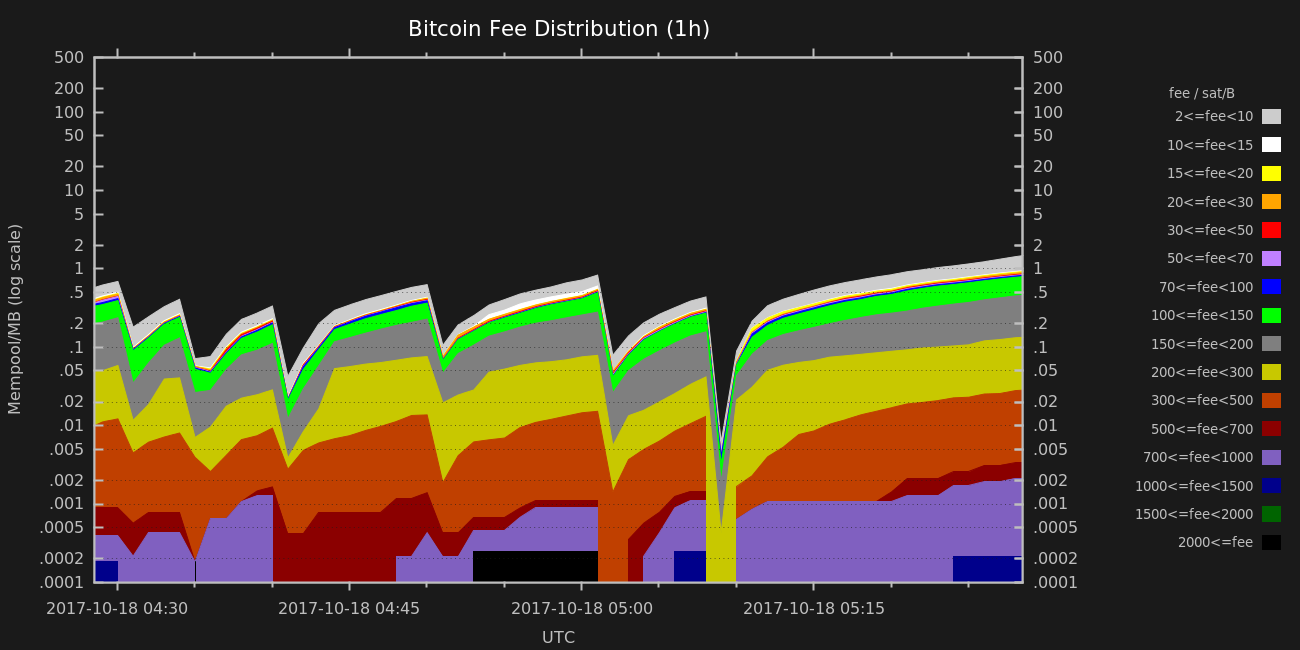 Bitcoin Fee Distribution (1h)
Mempool/MB (log scale)
500
200
100
50
20
10
5
2
1
.5
.2
.1
.05
.02
.01
.005
.002
.001
.0005
.0002
.0001
500
200
100
50
20
10
5
2
1
.5
.2
.1
.05
.02
.01
.005
.002
.001
.0005
.0002
.0001
2017-10-18 04:30
2017-10-18 04:45
2017-10-18 05:00
2017-10-18 05:15
UTC
fee / sat/B
2<=fee<10
10<=fee<15
15<=fee<20
20<=fee<30
30<=fee<50
50<=fee<70
70<=fee<100
100<=fee<150
150<=fee<200
200<=fee<300
300<=fee<500
500<=fee<700
700<=fee<1000
1000<=fee<1500
1500<=fee<2000
2000<=fee